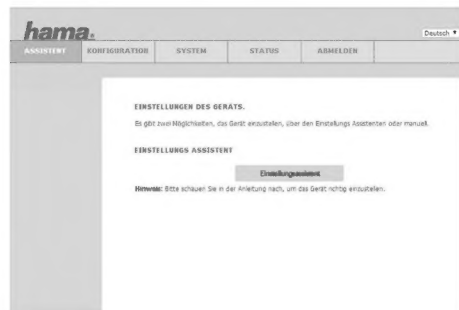 hama.
Deutsch
ASSISTENT KONFIGURATION SYSTEM STATUS ABMELDEN
EINSTELLUNGEN DES GERÄTS.
Es gibt zwei Möglichkeiten, das Gerät einzustellen, über den Einstellungs Assistenten oder manuell.
EINSTELLUNGS ASSISTENT
Einstellungsassistent
Hinweis: Bitte schauen Sie in der Anleitung nach, um das Gerät richtig einzustellen.